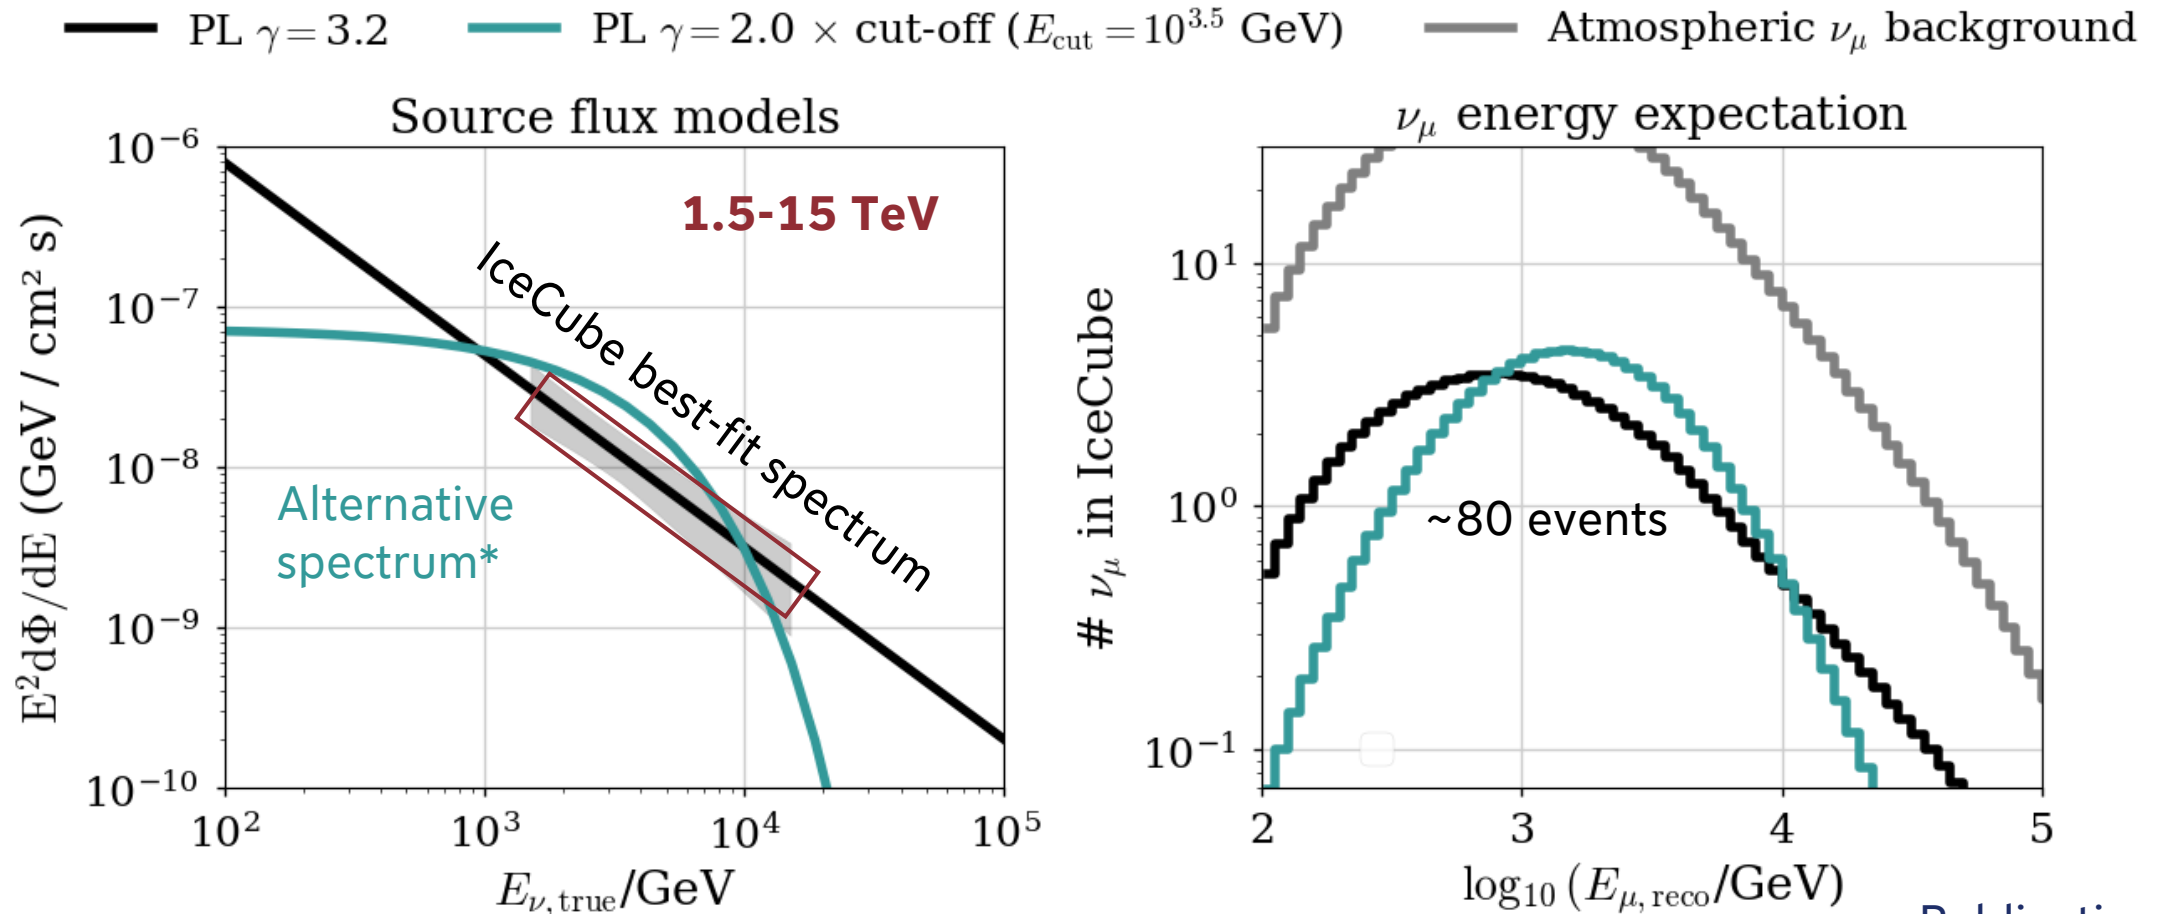 PL γ = 3.2
PL γ = 2.0 × cut-off (E_cut = 10^3.5 GeV)
Atmospheric ν_μ background
Source flux models
E²dΦ/dE (GeV / cm² s)
10^−6
10^−7
10^−8
10^−9
10^−10
1.5-15 TeV
IceCube best-fit spectrum
Alternative
spectrum*
10^2
10^3
10^4
10^5
E_ν,true/GeV
ν_μ energy expectation
# ν_μ in IceCube
10^1
10^0
10^−1
~80 events
2
3
4
5
log_10 (E_μ,reco/GeV)